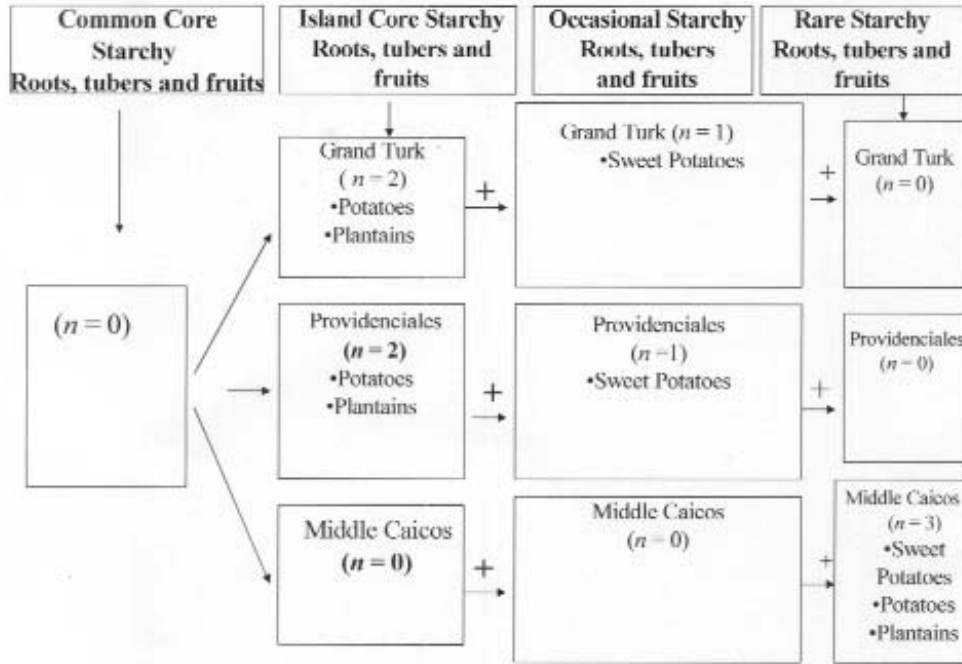 Common Core
Starchy
Roots, tubers and fruits
Island Core Starchy
Roots, tubers and
fruits
Occasional Starchy
Roots, tubers
and fruits
Rare Starchy
Roots, tubers and
fruits
(n = 0)
Grand Turk
( n = 2)
•Potatoes
•Plantains
+
Grand Turk (n = 1)
•Sweet Potatoes
+
Grand Turk
(n = 0)
Providenciales
(n = 2)
•Potatoes
•Plantains
+
Providenciales
(n =1)
•Sweet Potatoes
+
Providenciales
(n = 0)
Middle Caicos
(n = 0)
+
Middle Caicos
(n = 0)
+
Middle Caicos
(n = 3)
•Sweet
Potatoes
•Potatoes
•Plantains